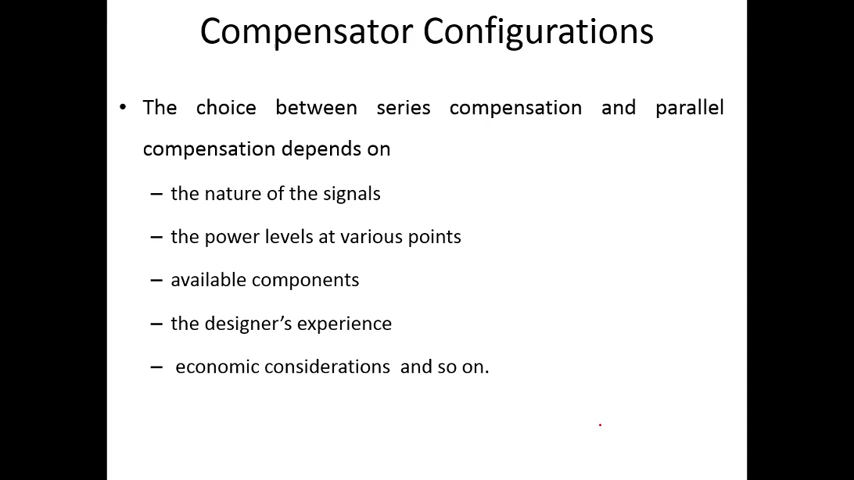 Compensator Configurations
• The choice between series compensation and parallel
compensation depends on
– the nature of the signals
– the power levels at various points
– available components
– the designer’s experience
– economic considerations and so on.